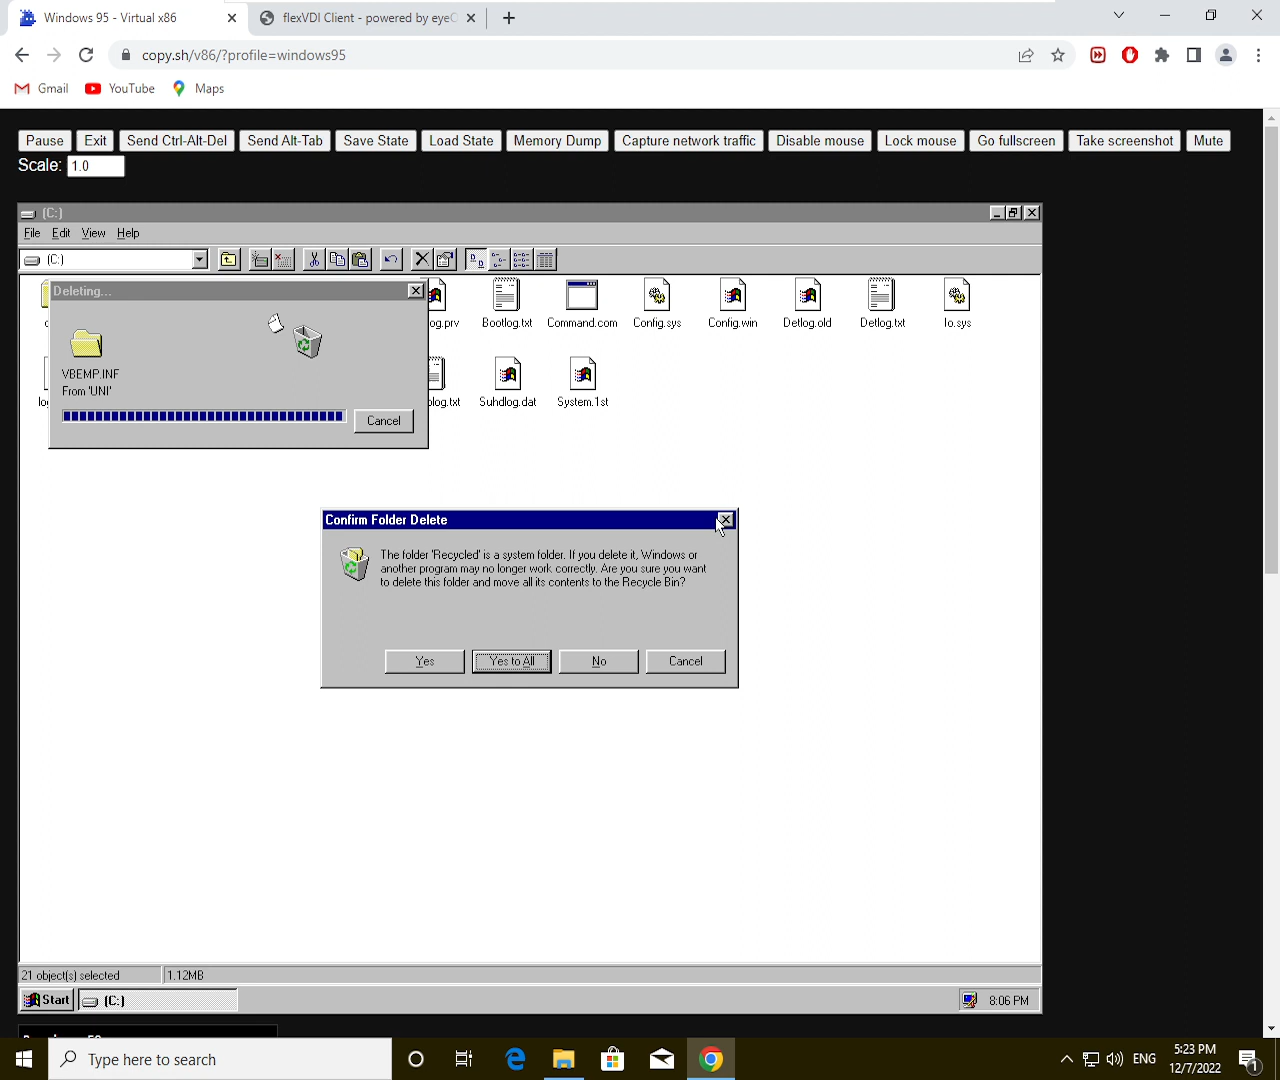 Windows 95 - Virtual x86
flexVDI Client - powered by eye
copy.sh/v86/?profile=windows95
Gmail
YouTube
Maps
Pause
Exit
Send Ctrl-Alt-Del
Send Alt-Tab
Save State
Load State
Memory Dump
Capture network traffic
Disable mouse
Lock mouse
Go fullscreen
Take screenshot
Mute
Scale: 1.0
(C:)
File Edit View Help
(C:)
Deleting...
VBEMP.INF
From 'UNI'
Cancel
og.prv
Bootlog.txt
Command.com
Config.sys
Config.win
Detlog.old
Detlog.txt
Io.sys
log.txt
Suhdlog.dat
System.1st
Confirm Folder Delete
The folder 'Recycled' is a system folder. If you delete it, Windows or
another program may no longer work correctly. Are you sure you want
to delete this folder and move all its contents to the Recycle Bin?
Yes
Yes to All
No
Cancel
21 object(s) selected
1.12MB
Start
(C:)
8:06 PM
Type here to search
ENG
5:23 PM
12/7/2022
1